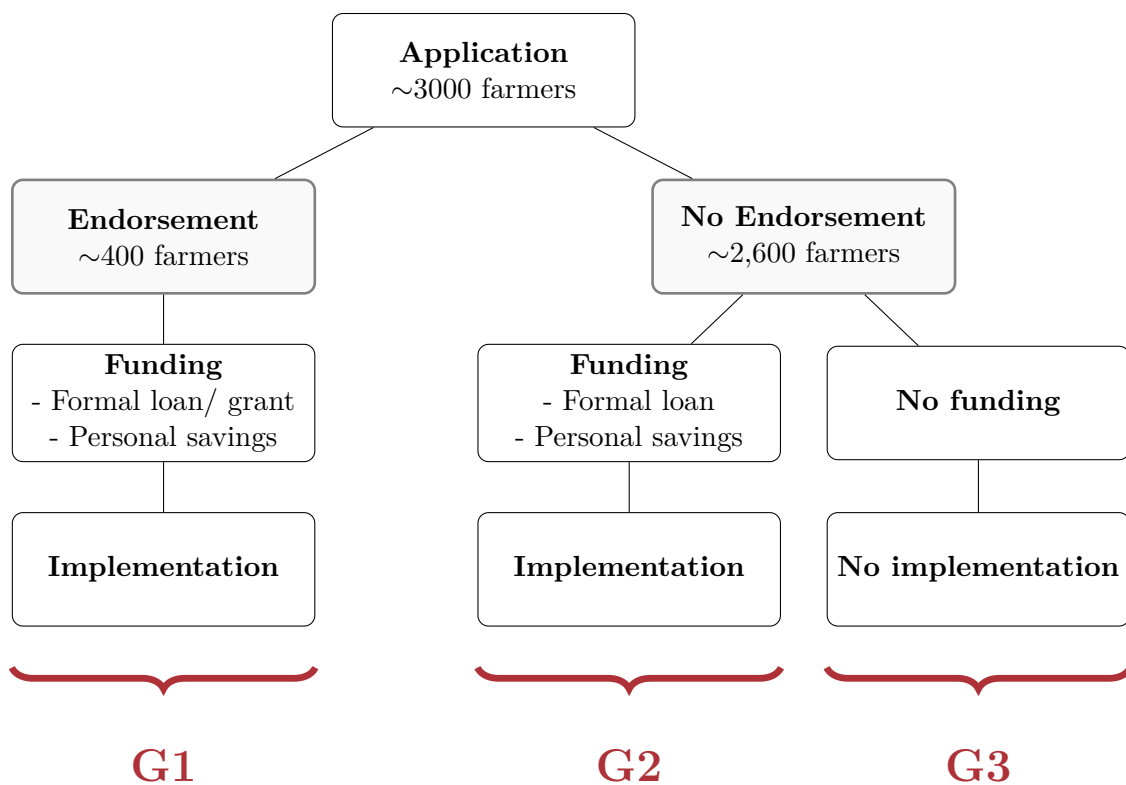 Application
~3000 farmers
Endorsement
~400 farmers
No Endorsement
~2,600 farmers
Funding
- Formal loan/ grant
- Personal savings
Funding
- Formal loan
- Personal savings
No funding
Implementation
Implementation
No implementation
G1
G2
G3